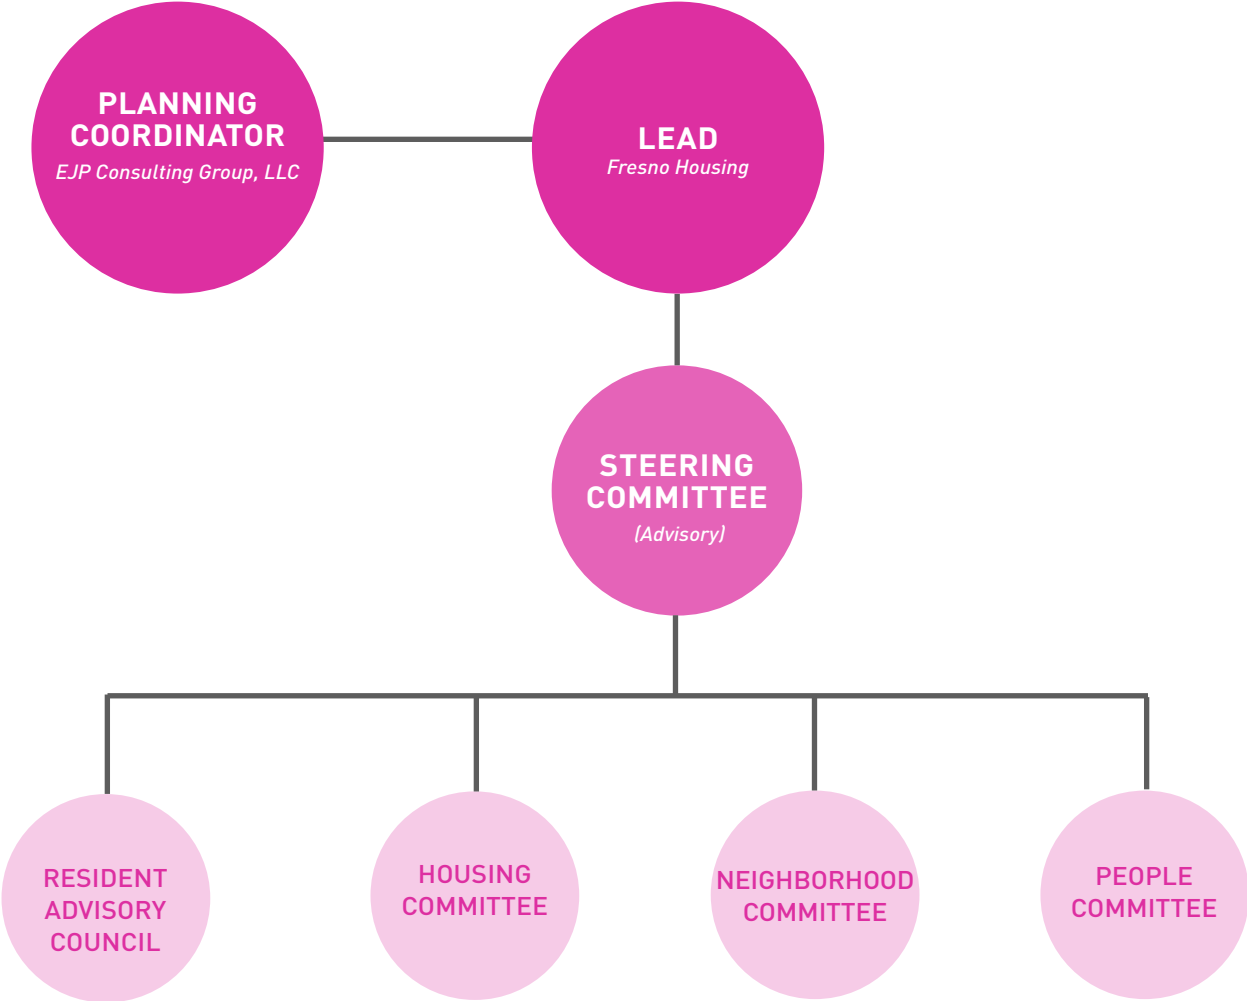 PLANNING
COORDINATOR
EJP Consulting Group, LLC
LEAD
Fresno Housing
STEERING
COMMITTEE
(Advisory)
RESIDENT
ADVISORY
COUNCIL
HOUSING
COMMITTEE
NEIGHBORHOOD
COMMITTEE
PEOPLE
COMMITTEE